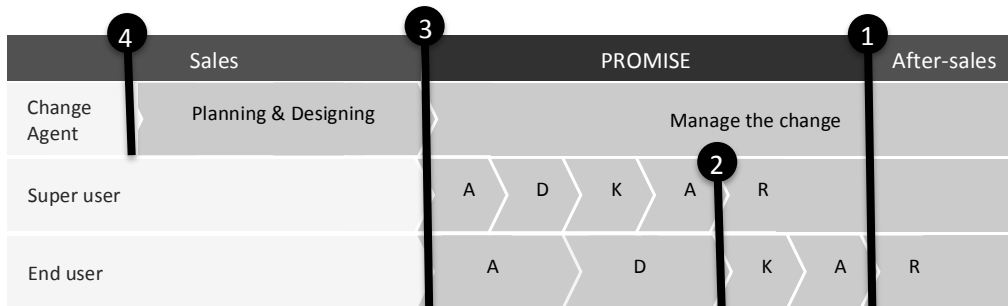 4
3
1
Sales
PROMISE
After-sales
Change
Agent
Planning & Designing
Manage the change
2
Super user
A
D
K
A
R
End user
A
D
K
A
R